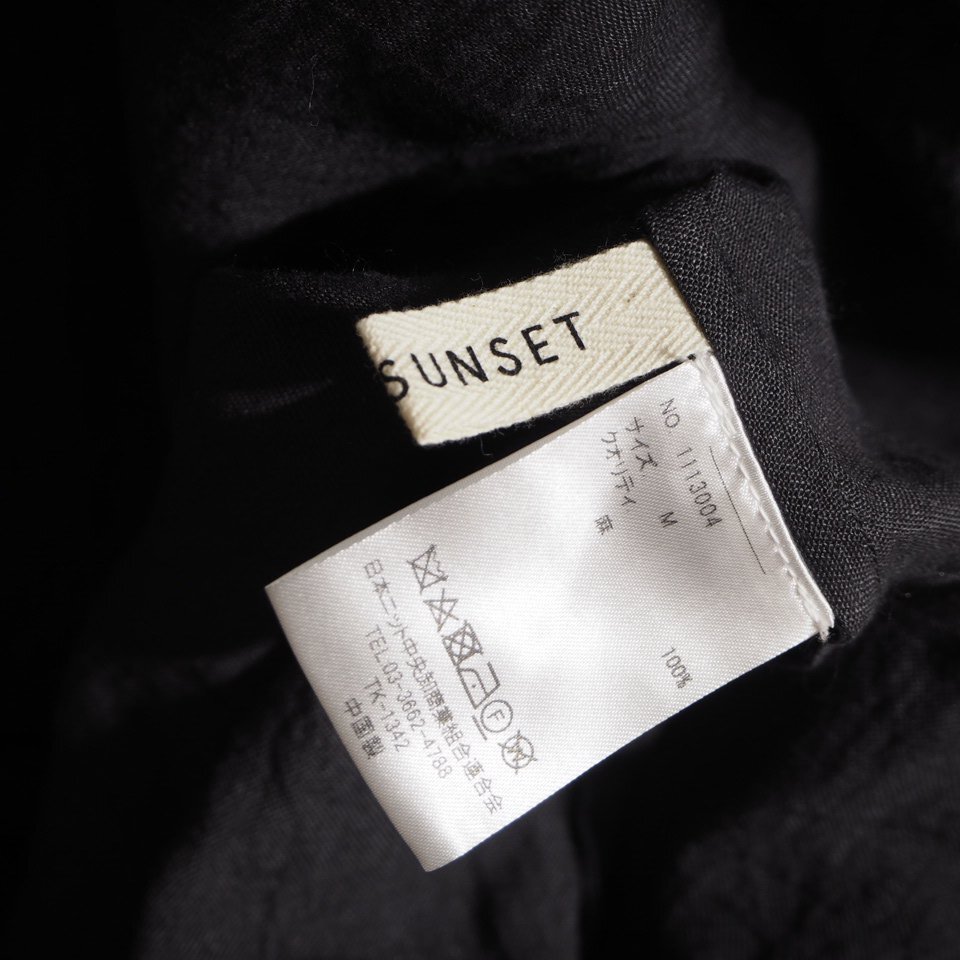 SUNSET
NO 1113004
サイズ M
クオリティ
麻 100%
F
W
日本ニット中央卸商業組合連合会
TEL.03-3662-4788
TK-1342
中国製